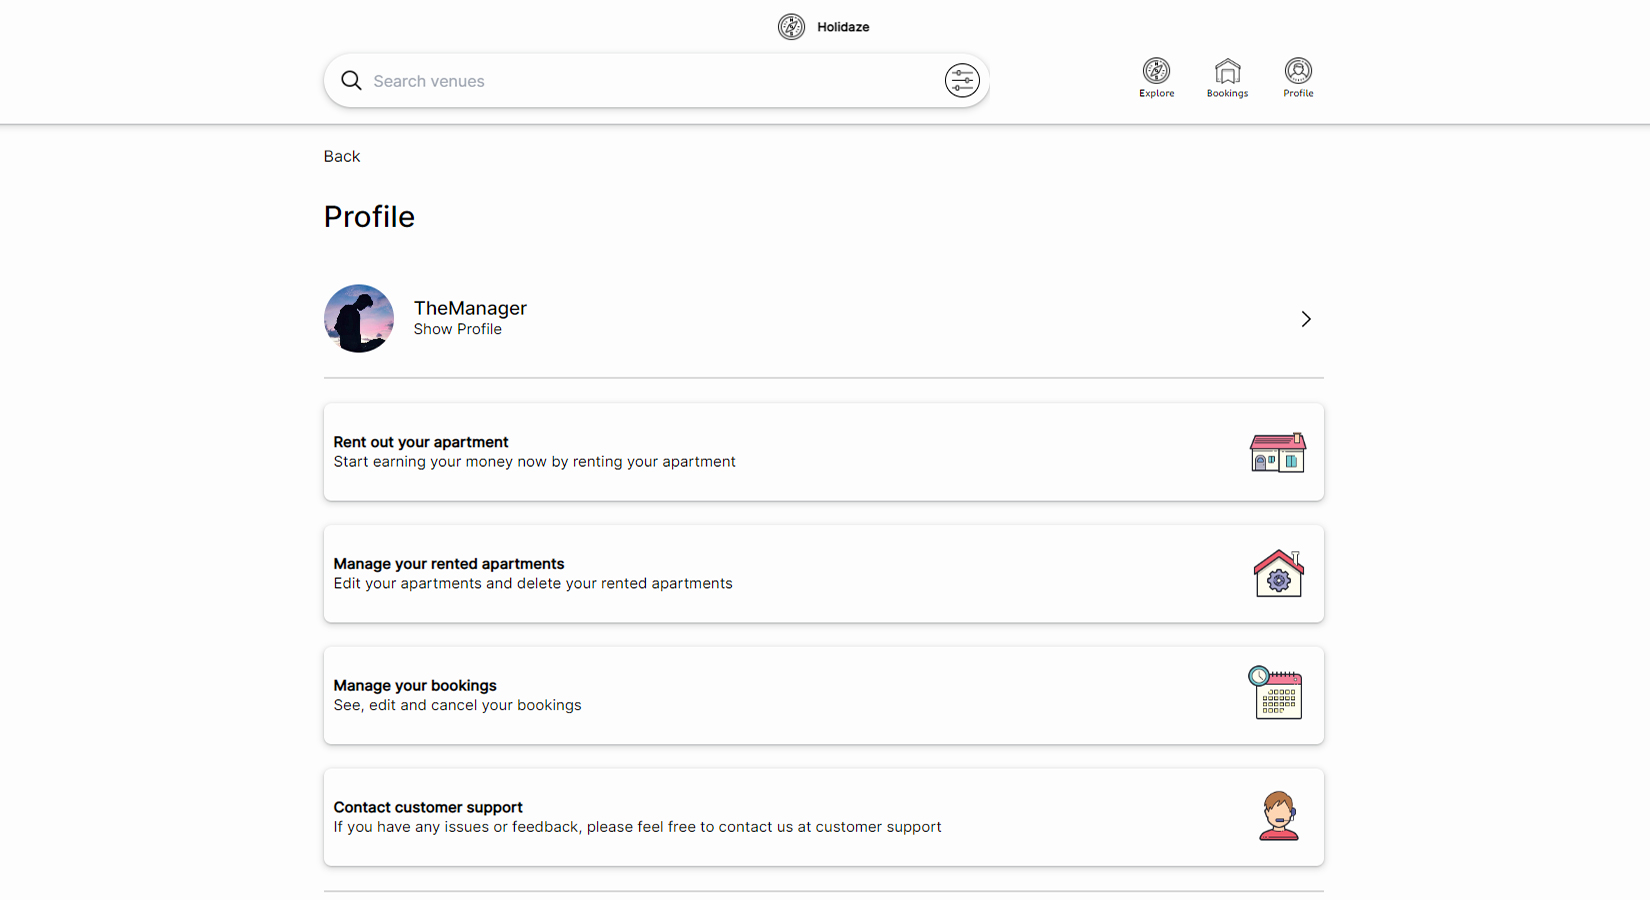 Holidaze
Search venues
Explore
Bookings
Profile
Back
Profile
TheManager
Show Profile
Rent out your apartment
Start earning your money now by renting your apartment
Manage your rented apartments
Edit your apartments and delete your rented apartments
Manage your bookings
See, edit and cancel your bookings
Contact customer support
If you have any issues or feedback, please feel free to contact us at customer support